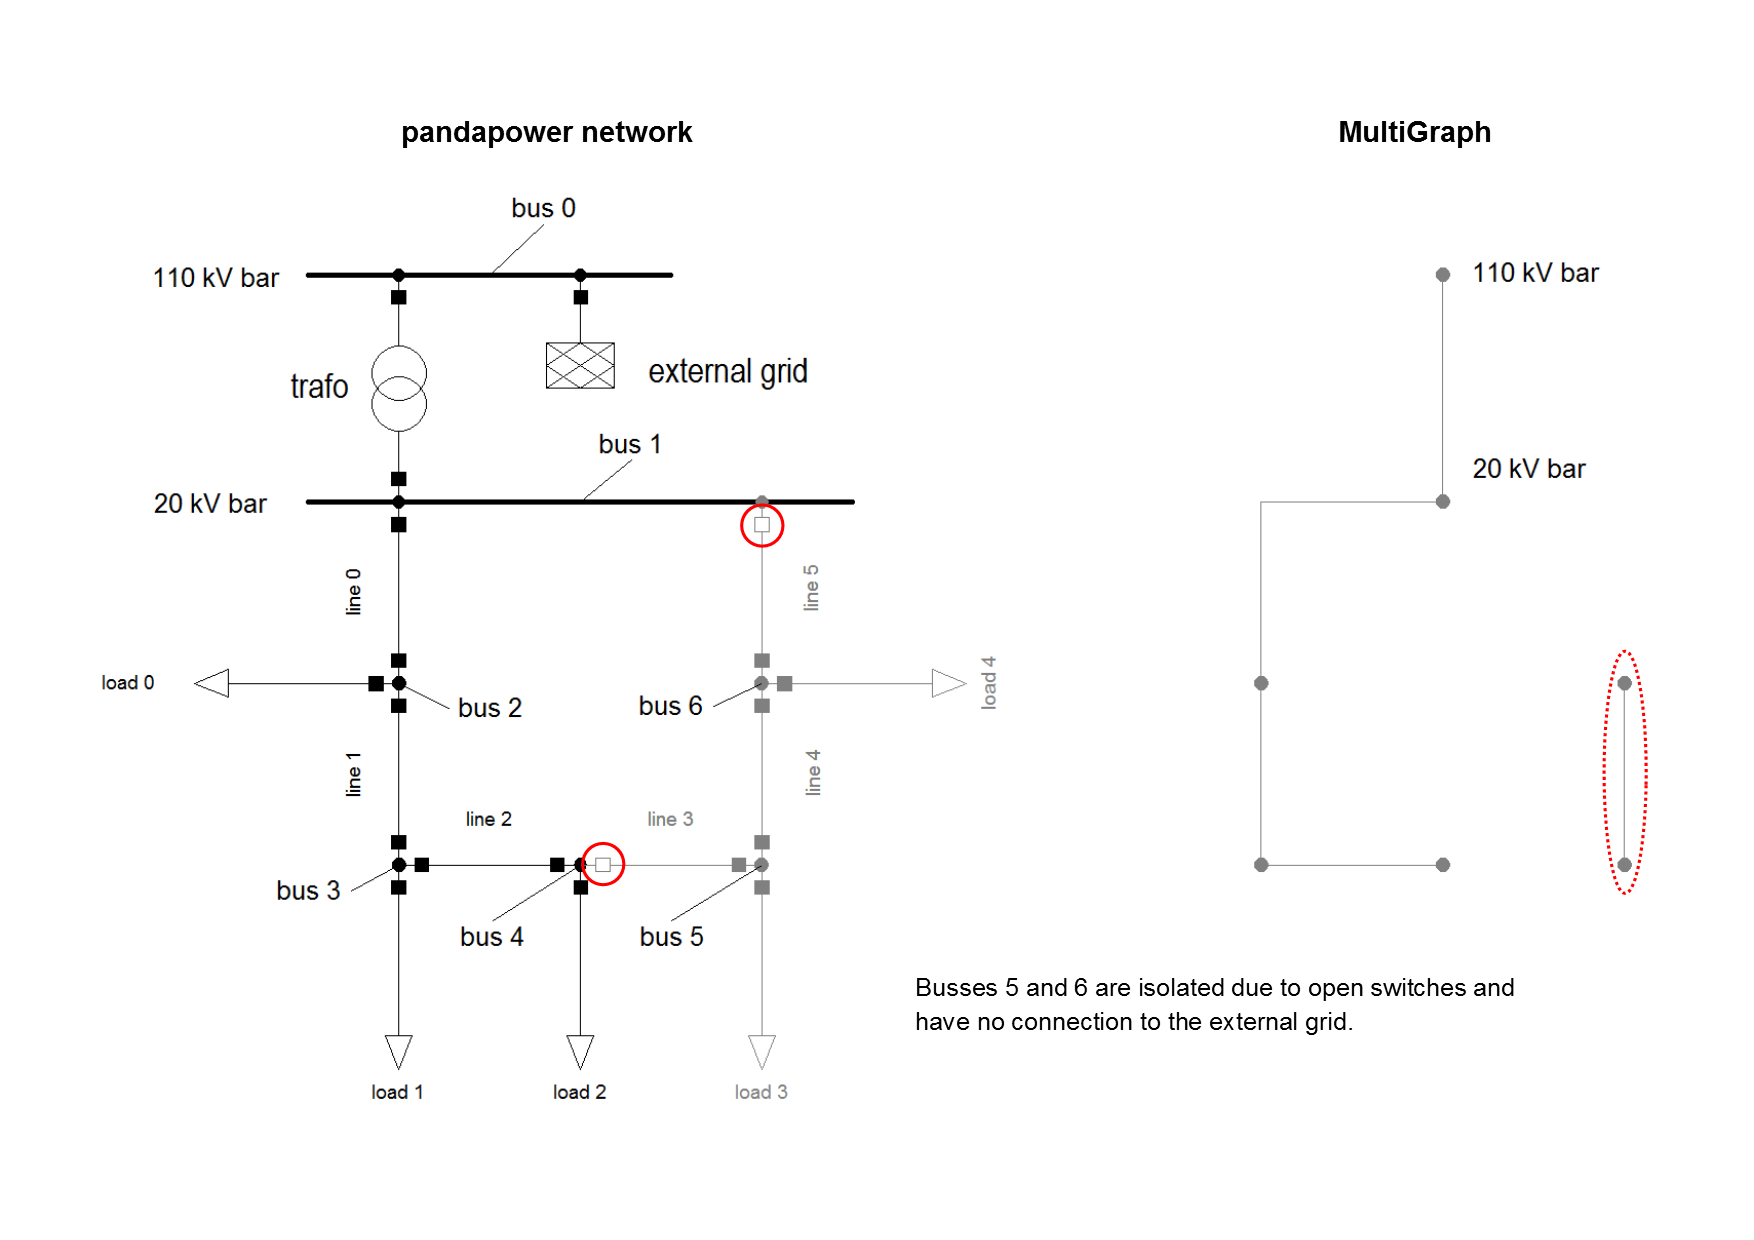 pandapower network
MultiGraph
bus 0
110 kV bar
110 kV bar
trafo
external grid
bus 1
20 kV bar
20 kV bar
line 0
line 5
load 0
bus 2
bus 6
load 4
line 1
line 4
line 2
line 3
bus 3
bus 4
bus 5
Busses 5 and 6 are isolated due to open switches and
have no connection to the external grid.
load 1
load 2
load 3